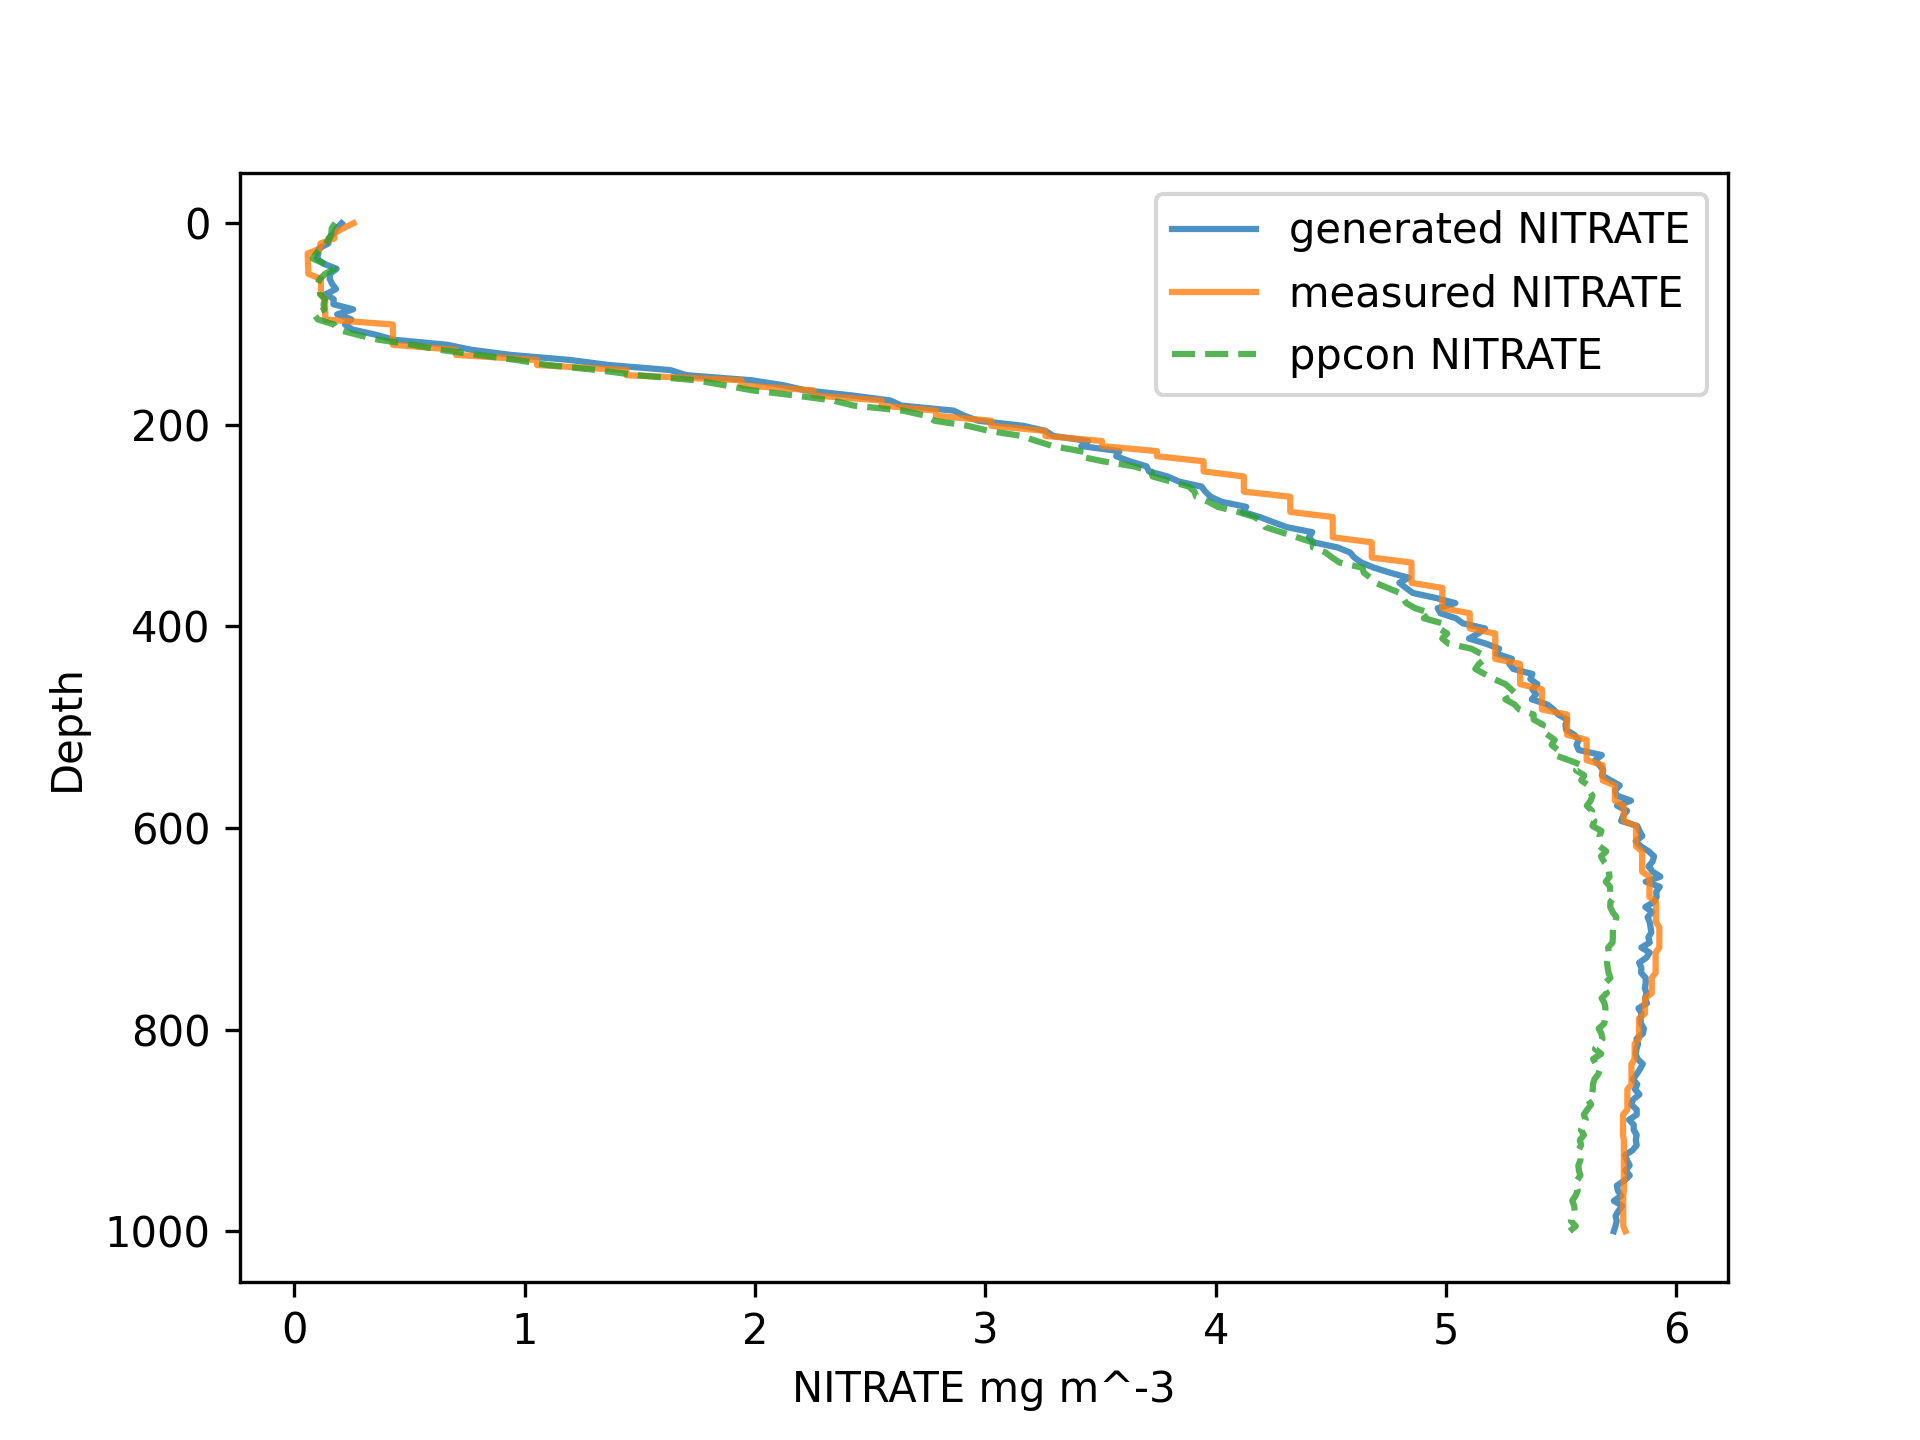 generated NITRATE
measured NITRATE
ppcon NITRATE
0
200
400
600
800
1000
Depth
0 1 2 3 4 5 6
NITRATE mg m^-3